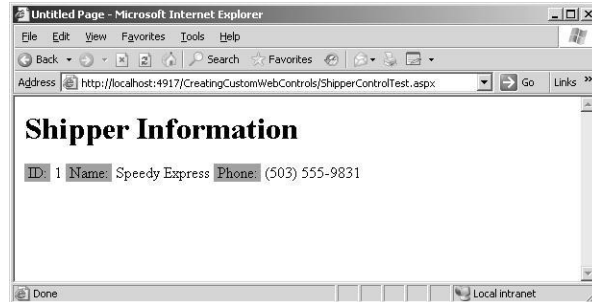 Untitled Page - Microsoft Internet Explorer
File Edit View Favorites Tools Help
Back Search Favorites
Address http://localhost:4917/CreatingCustomWebControls/ShipperControlTest.aspx Go Links »
Shipper Information
ID: 1 Name: Speedy Express Phone: (503) 555-9831
Done Local intranet